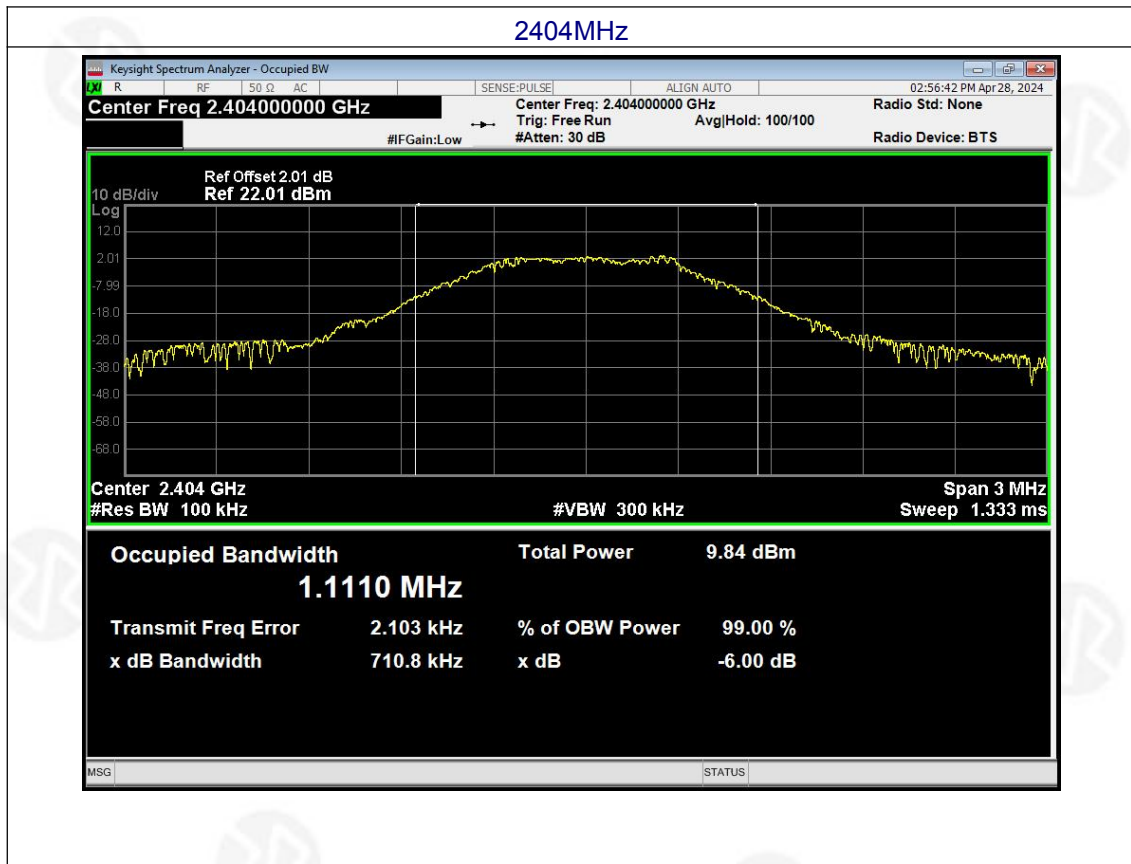 2404MHz
Keysight Spectrum Analyzer - Occupied BW
LXI R RF 50 Ω AC SENSE:PULSE ALIGN AUTO 02:56:42 PM Apr 28, 2024
Center Freq 2.404000000 GHz Center Freq: 2.404000000 GHz Radio Std: None
Trig: Free Run Avg|Hold: 100/100
#IFGain:Low #Atten: 30 dB Radio Device: BTS
Ref Offset 2.01 dB
10 dB/div Ref 22.01 dBm
Log
12.0
2.01
-7.99
-18.0
-28.0
-38.0
-48.0
-58.0
-68.0
Center 2.404 GHz Span 3 MHz
#Res BW 100 kHz #VBW 300 kHz Sweep 1.333 ms
Occupied Bandwidth Total Power 9.84 dBm
1.1110 MHz
Transmit Freq Error 2.103 kHz % of OBW Power 99.00 %
x dB Bandwidth 710.8 kHz x dB -6.00 dB
MSG STATUS